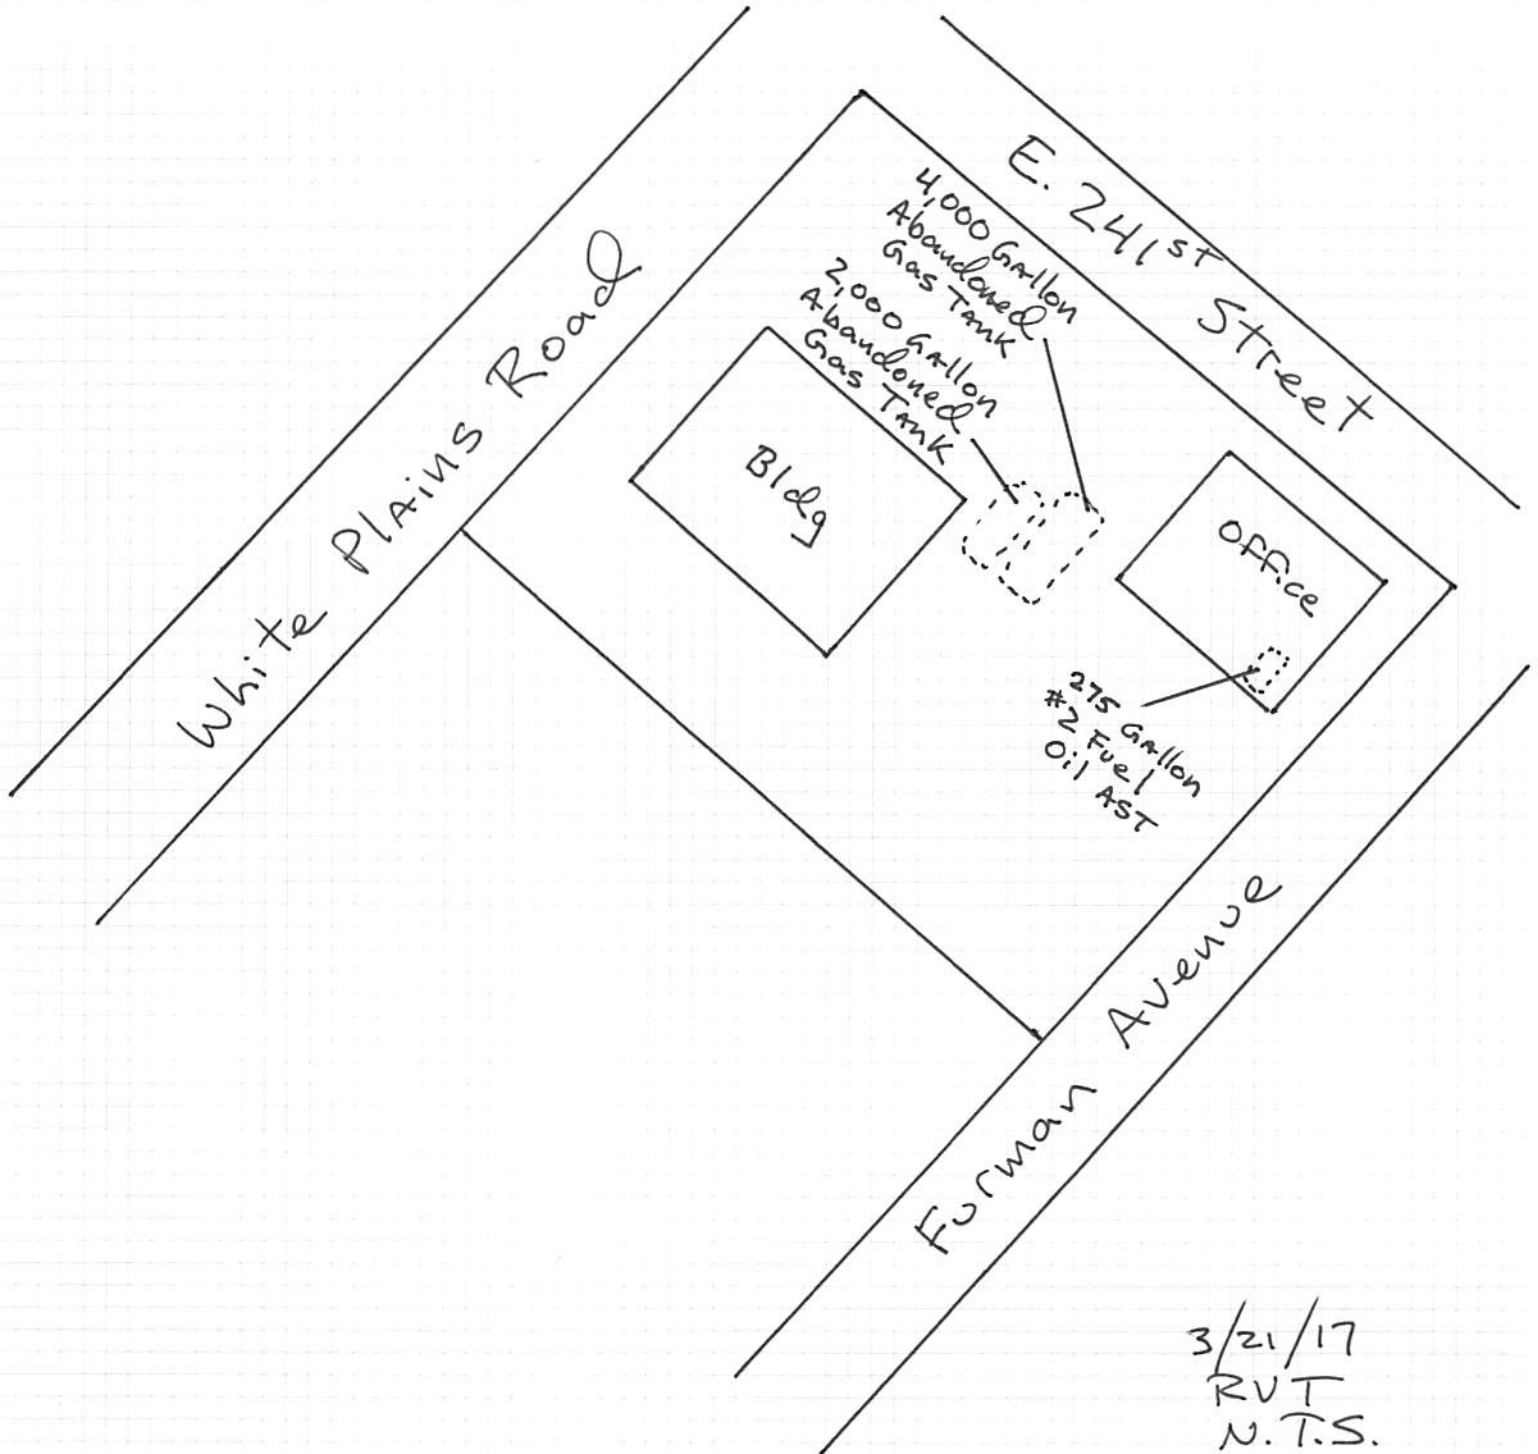 E. 241st Street
White Plains Road
4,000 Gallon
Abandoned
Gas Tank
2,000 Gallon
Abandoned
Gas Tank
Bldg
Office
275 Gallon
#2 Fuel
Oil AST
Furman Avenue
3/21/17
RVT
N.T.S.